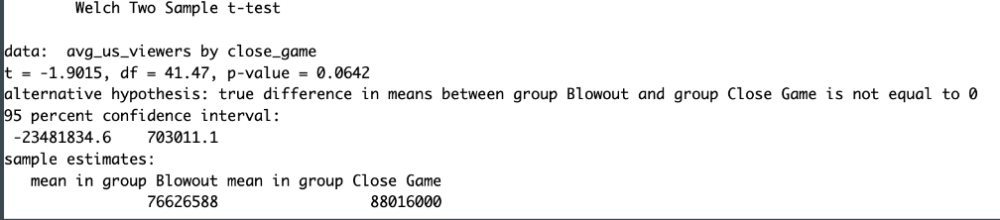 Welch Two Sample t-test
data:  avg_us_viewers by close_game
t = -1.9015, df = 41.47, p-value = 0.0642
alternative hypothesis: true difference in means between group Blowout and group Close Game is not equal to 0
95 percent confidence interval:
-23481834.6    703011.1
sample estimates:
mean in group Blowout mean in group Close Game
76626588                 88016000